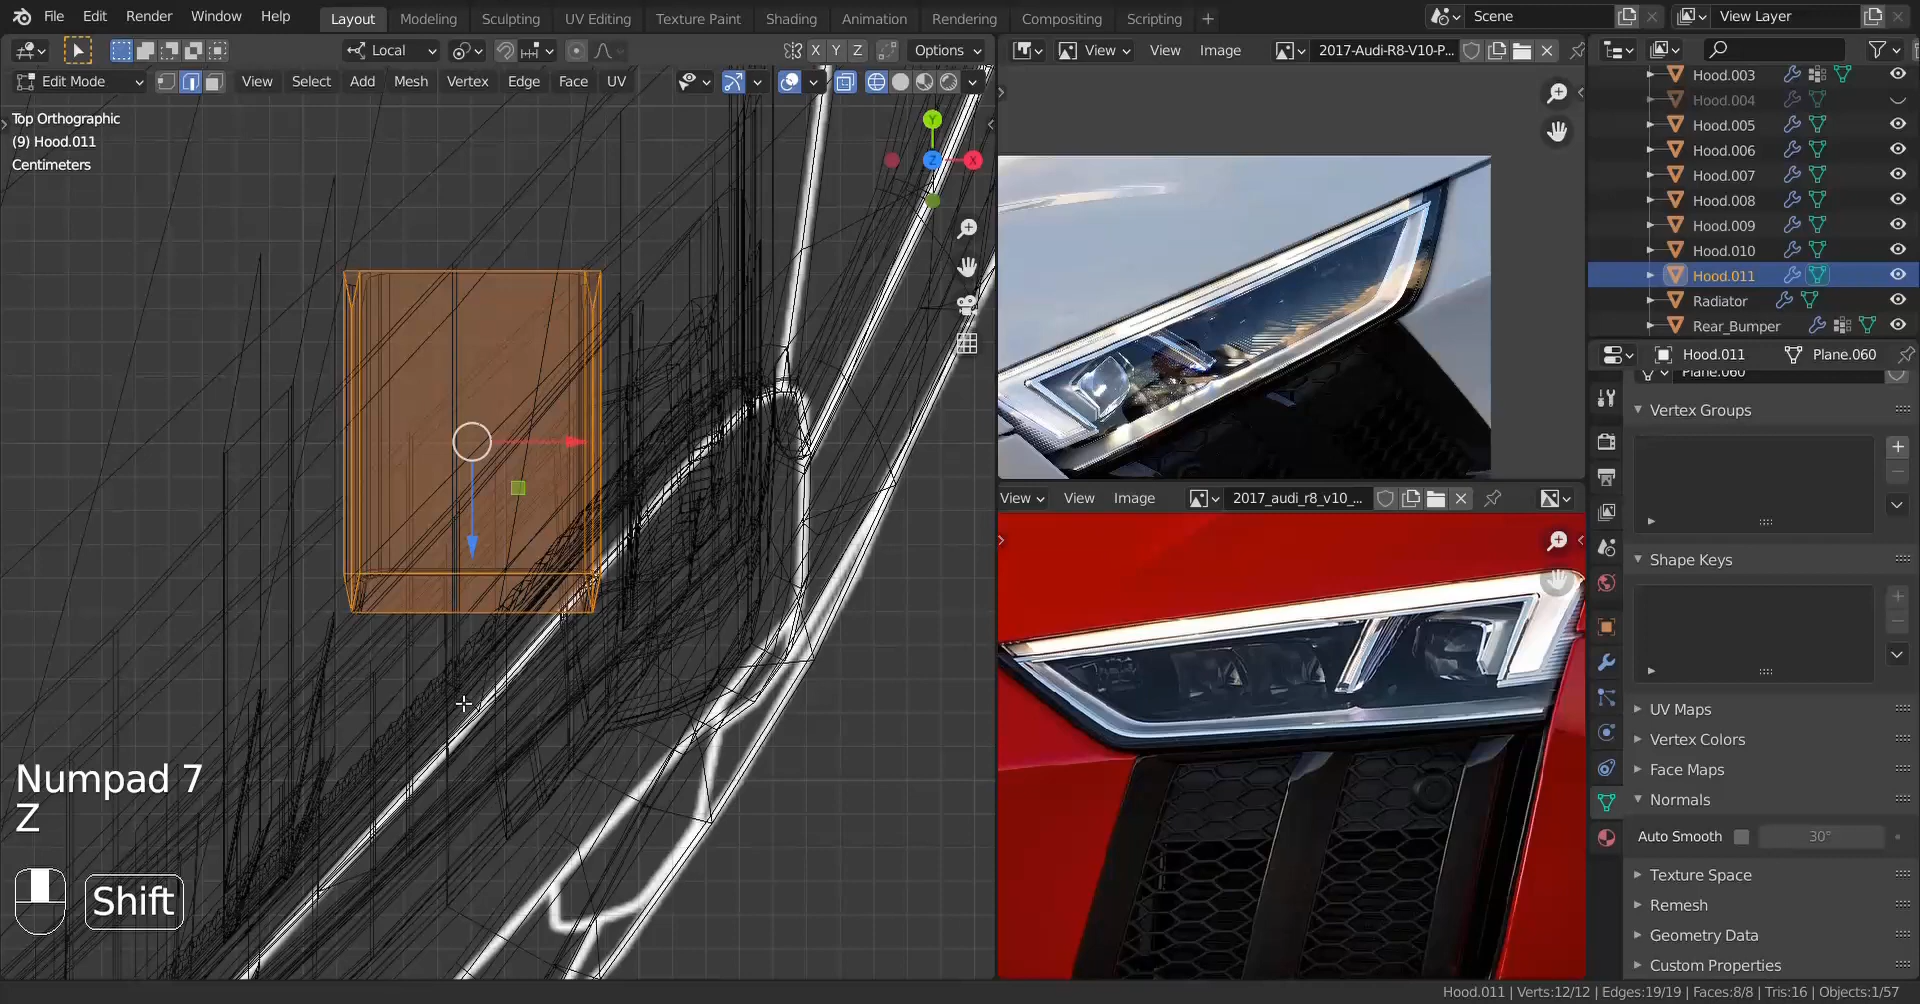 File Edit Render Window Help Layout Modeling Sculpting UV Editing Texture Paint Shading Animation Rendering Compositing Scripting + Scene View Layer
Local X Y Z Options View View Image 2017-Audi-R8-V10-P...
Edit Mode View Select Add Mesh Vertex Edge Face UV
Top Orthographic
(9) Hood.011
Centimeters
Y
Z X
Numpad 7
Z
Shift
View View Image 2017_audi_r8_v10_...
Hood.003
Hood.004
Hood.005
Hood.006
Hood.007
Hood.008
Hood.009
Hood.010
Hood.011
Radiator
Rear_Bumper
Hood.011 Plane.060
Plane.060
Vertex Groups
Shape Keys
UV Maps
Vertex Colors
Face Maps
Normals
Auto Smooth 30°
Texture Space
Remesh
Geometry Data
Custom Properties
Hood.011 | Verts:12/12 | Edges:19/19 | Faces:8/8 | Tris:16 | Objects:1/57